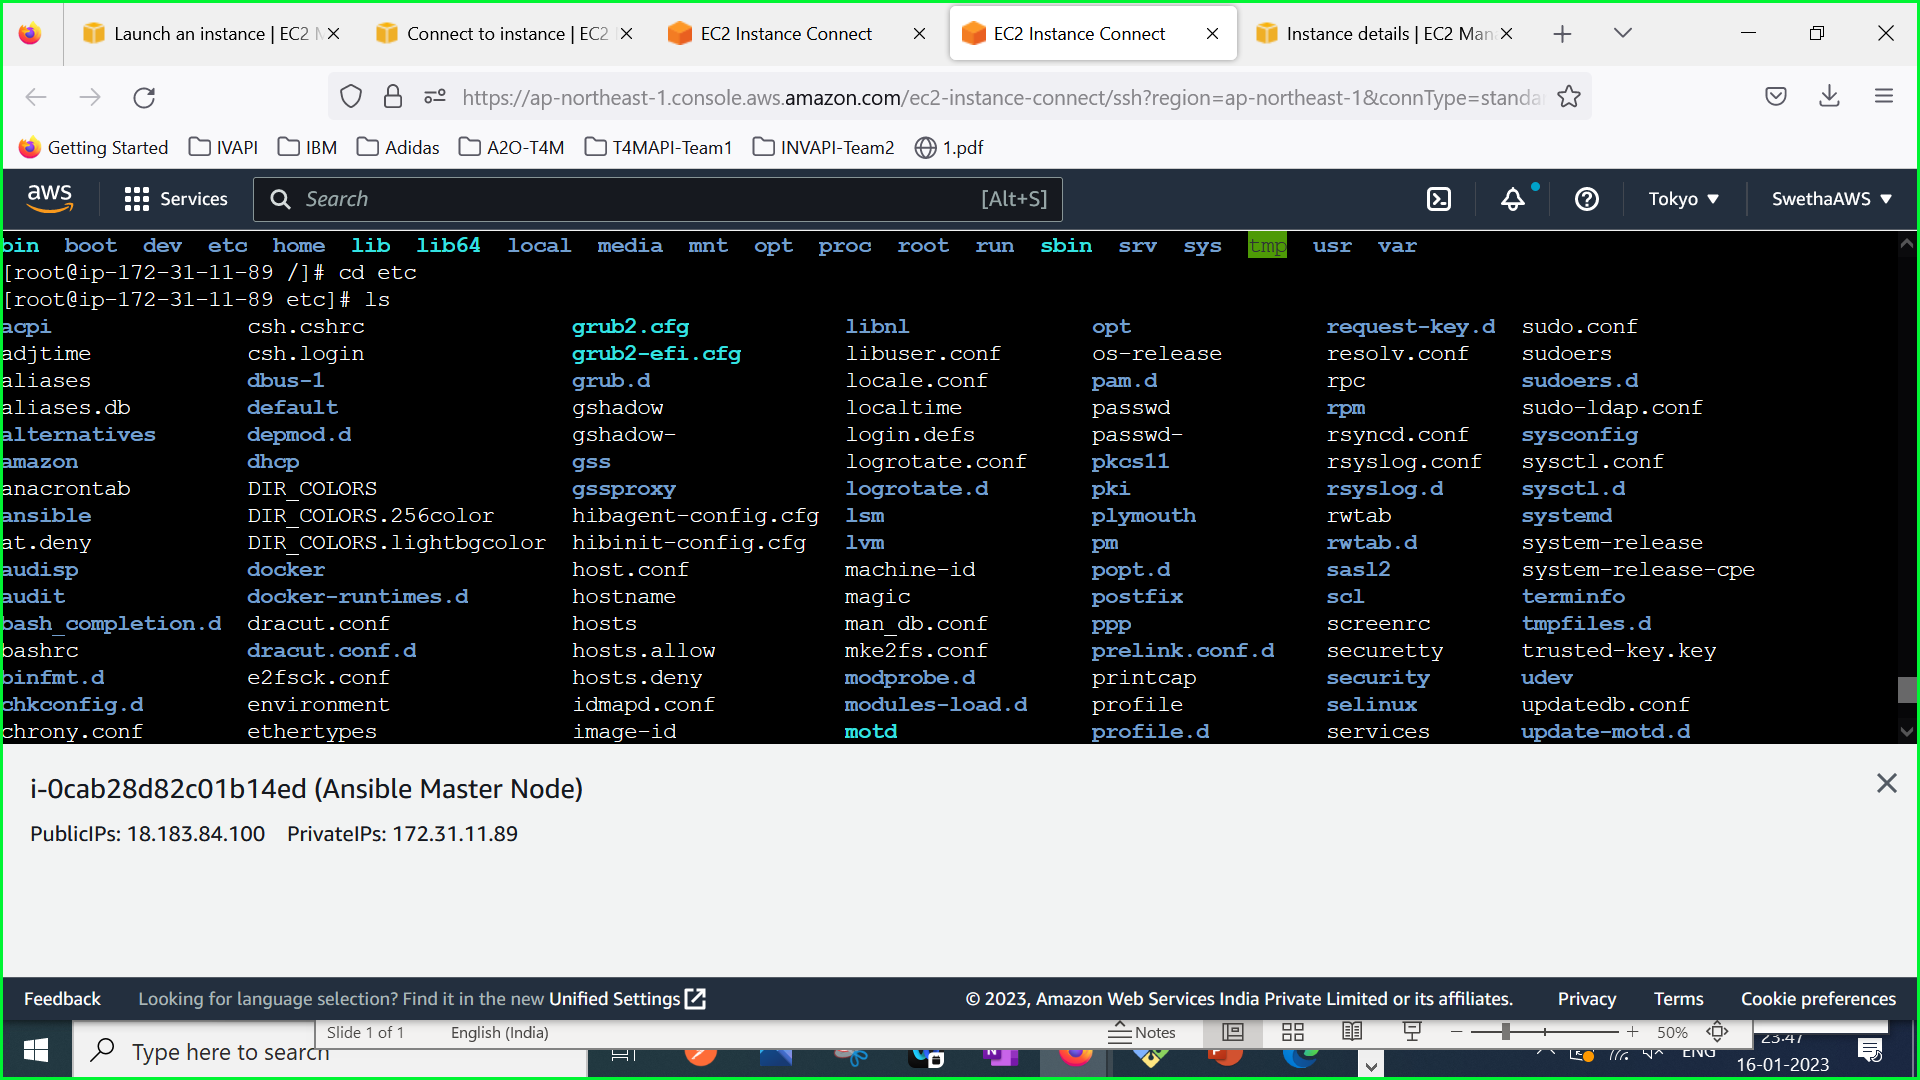 Launch an instance | EC2 M
Connect to instance | EC2
EC2 Instance Connect
EC2 Instance Connect
Instance details | EC2 Mana
https://ap-northeast-1.console.aws.amazon.com/ec2-instance-connect/ssh?region=ap-northeast-1&connType=standa
Getting Started IVAPI IBM Adidas A2O-T4M T4MAPI-Team1 INVAPI-Team2 1.pdf
aws Services Search [Alt+S] Tokyo SwethaAWS
bin boot dev etc home lib lib64 local media mnt opt proc root run sbin srv sys tmp usr var
[root@ip-172-31-11-89 /]# cd etc
[root@ip-172-31-11-89 etc]# ls
acpi csh.cshrc grub2.cfg libnl opt request-key.d sudo.conf
adjtime csh.login grub2-efi.cfg libuser.conf os-release resolv.conf sudoers
aliases dbus-1 grub.d locale.conf pam.d rpc sudoers.d
aliases.db default gshadow localtime passwd rpm sudo-ldap.conf
alternatives depmod.d gshadow- login.defs passwd- rsyncd.conf sysconfig
amazon dhcp gss logrotate.conf pkcs11 rsyslog.conf sysctl.conf
anacrontab DIR_COLORS gssproxy logrotate.d pki rsyslog.d sysctl.d
ansible DIR_COLORS.256color hibagent-config.cfg lsm plymouth rwtab systemd
at.deny DIR_COLORS.lightbgcolor hibinit-config.cfg lvm pm rwtab.d system-release
audisp docker host.conf machine-id popt.d sasl2 system-release-cpe
audit docker-runtimes.d hostname magic postfix scl terminfo
bash_completion.d dracut.conf hosts man_db.conf ppp screenrc tmpfiles.d
bashrc dracut.conf.d hosts.allow mke2fs.conf prelink.conf.d securetty trusted-key.key
binfmt.d e2fsck.conf hosts.deny modprobe.d printcap security udev
chkconfig.d environment idmapd.conf modules-load.d profile selinux updatedb.conf
chrony.conf ethertypes image-id motd profile.d services update-motd.d
i-0cab28d82c01b14ed (Ansible Master Node)
PublicIPs: 18.183.84.100 PrivateIPs: 172.31.11.89
Feedback Looking for language selection? Find it in the new Unified Settings © 2023, Amazon Web Services India Private Limited or its affiliates. Privacy Terms Cookie preferences
Slide 1 of 1 English (India) Notes 50%
Type here to search ENG 23:47
16-01-2023